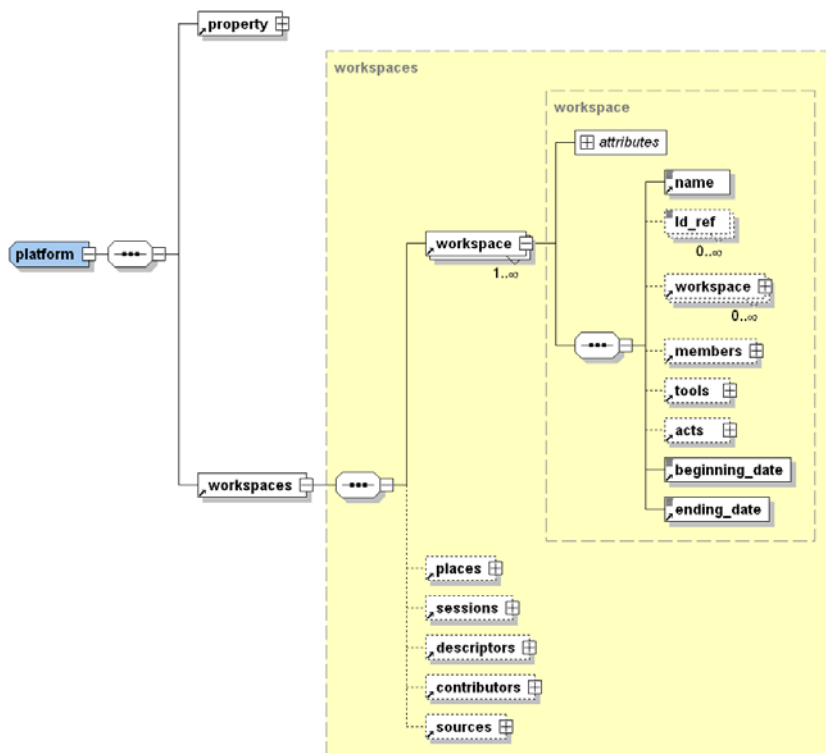 property
workspaces
workspace
attributes
name
ld_ref
0..∞
workspace
1..∞
workspace
0..∞
platform
members
tools
acts
workspaces
beginning_date
ending_date
places
sessions
descriptors
contributors
sources